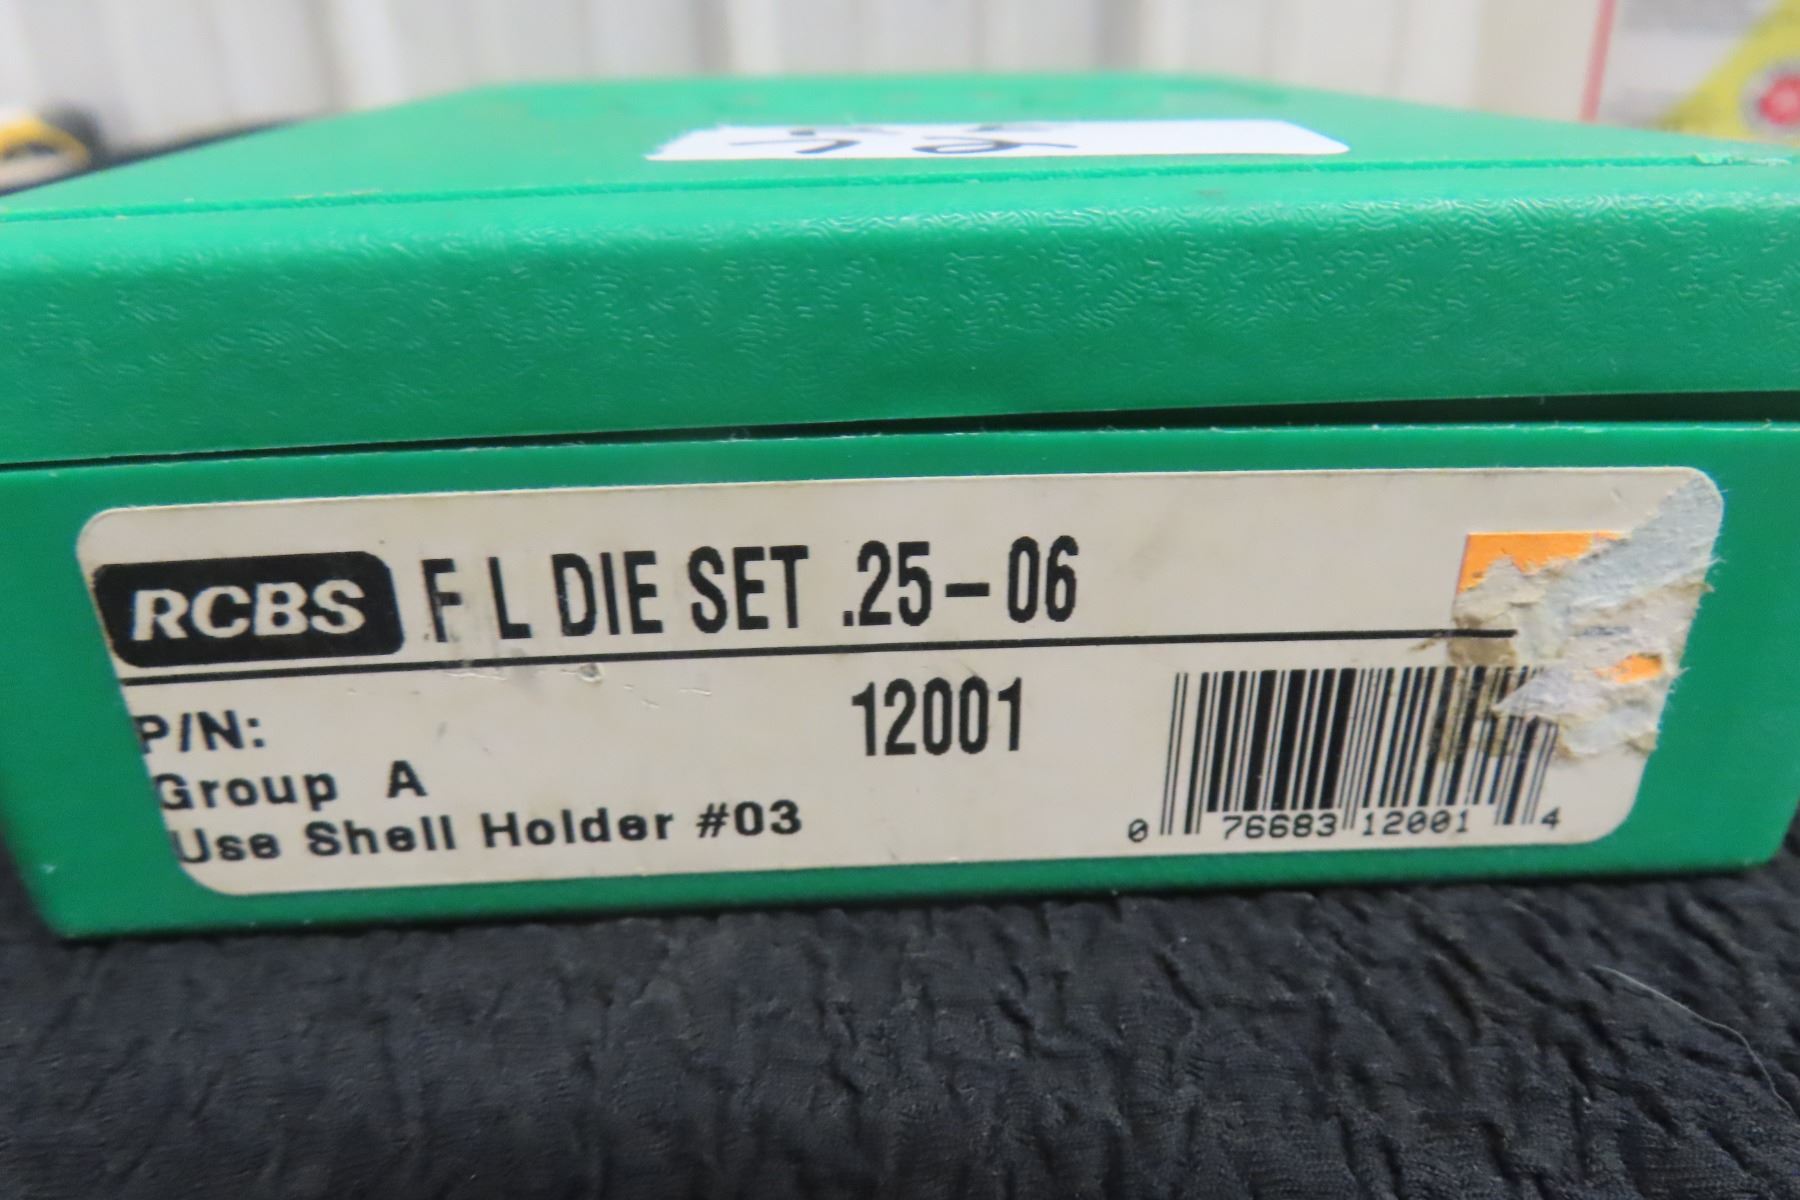 RCBS F L DIE SET .25-06
P/N: 12001
Group A
Use Shell Holder #03
0 76683 12001 4